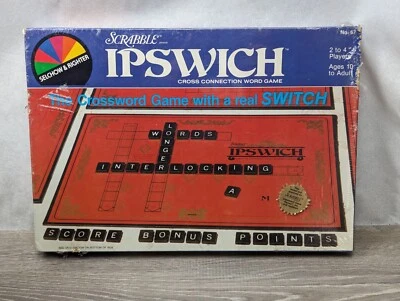 SCRABBLE
IPSWICH™
CROSS CONNECTION WORD GAME
SELCHOW & RIGHTER
2 to 4
Players
Ages 10
to Adult
The Crossword Game with a real SWITCH
WORDS
LONGER
INTERLOCKING
IPSWICH
A
SCORE BONUS POINTS